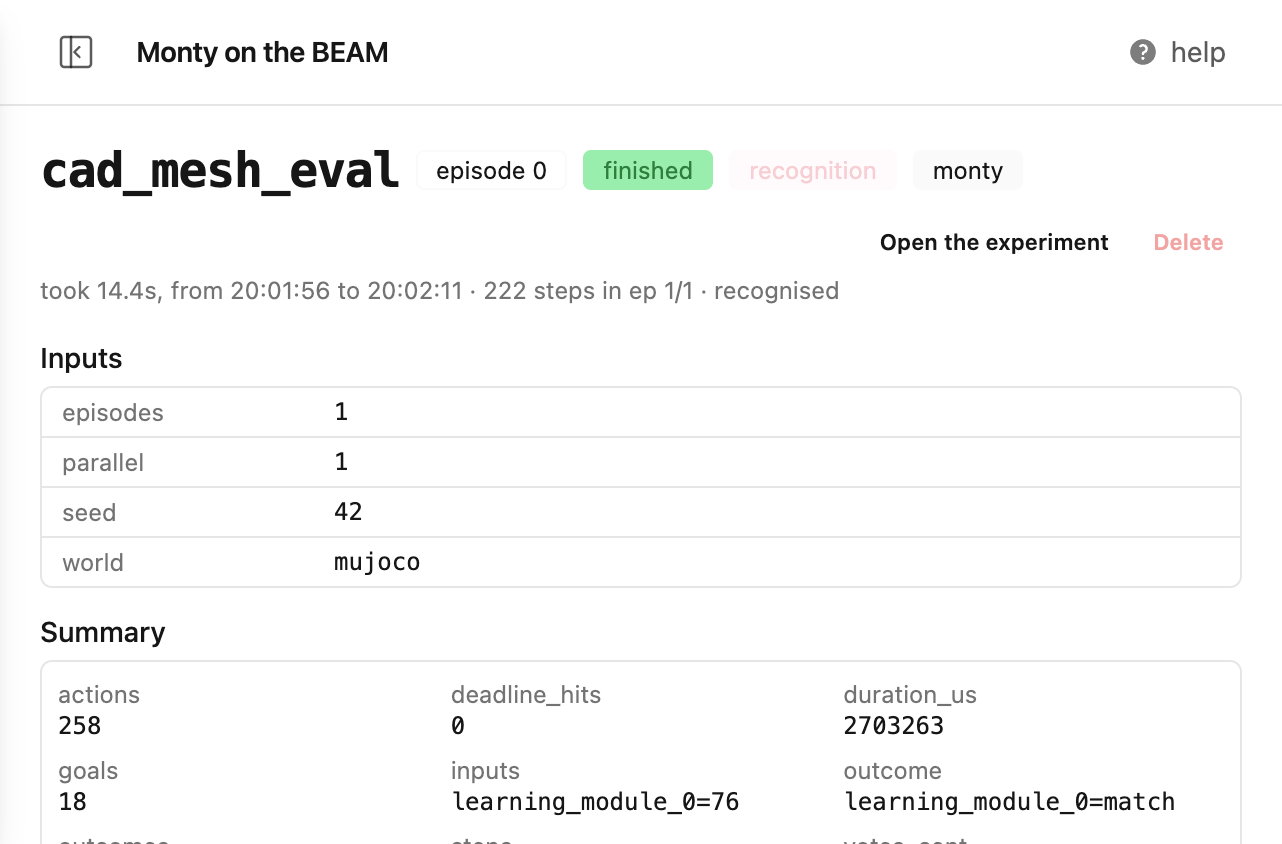 Monty on the BEAM
help
cad_mesh_eval episode 0 finished recognition monty
Open the experiment Delete
took 14.4s, from 20:01:56 to 20:02:11 · 222 steps in ep 1/1 · recognised
Inputs
episodes 1
parallel 1
seed 42
world mujoco
Summary
actions deadline_hits duration_us
258 0 2703263
goals inputs outcome
18 learning_module_0=76 learning_module_0=match